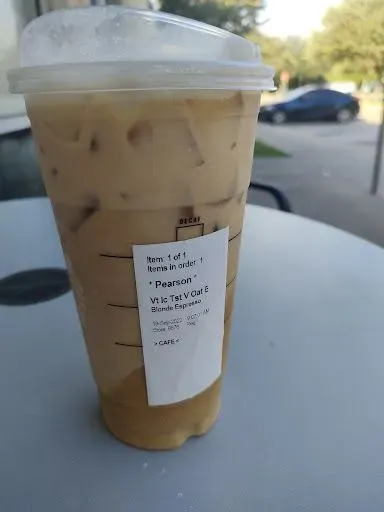 DECAF
Item: 1 of 1
Items in order: 1
* Pearson *
Vt Ic Tst V Oat E
Blonde Espresso
> CAFE <